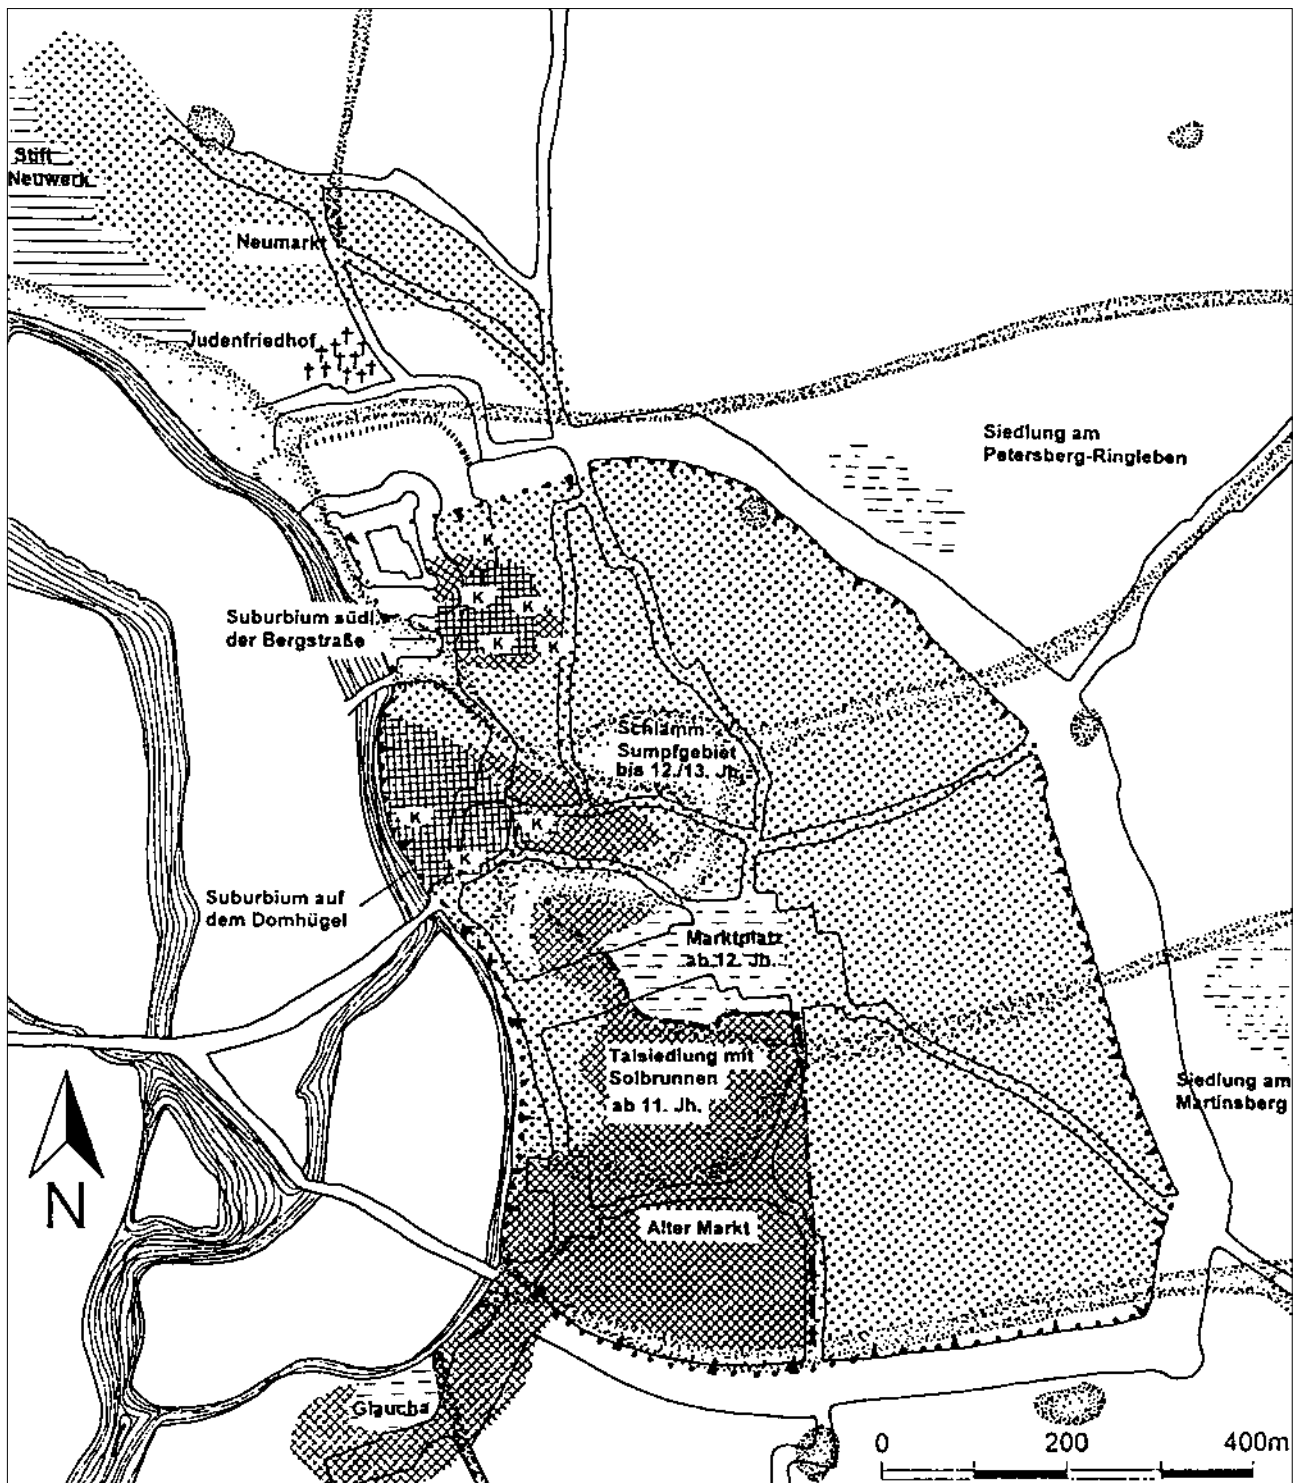 Stift
Neuwerk
Neumarkt
Judenfriedhof
Siedlung am
Petersberg-Ringleben
K
Suburbium südl.
der Bergstraße
K
K
K
K
Schlamm
Sumpfgebiet
bis 12./13. Jh.
K
K
K
Suburbium auf
dem Domhügel
Marktplatz
ab 12. Jh.
Talsiedlung mit
Solbrunnen
ab 11. Jh.
Siedlung am
Martinsberg
N
Alter Markt
Glaucha
0 200 400m